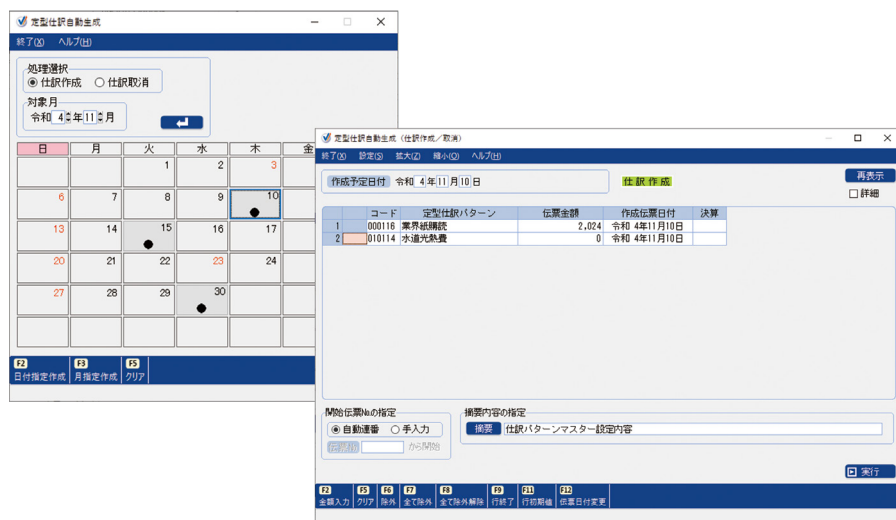 定型仕訳自動生成
終了(X) ヘルプ(H)
処理選択
仕訳作成 仕訳取消
対象月
令和 4 年 11 月
日 月 火 水 木 金
1 2 3
6 7 8 9 10
13 14 15 16 17
20 21 22 23 24
27 28 29 30
F2 F3 F5
日付指定作成 月指定作成 クリア
定型仕訳自動生成 (仕訳作成/取消)
終了(X) 設定(S) 拡大(Z) 縮小(O) ヘルプ(H)
作成予定日付 令和 4 年 11 月 10 日 仕訳作成 再表示
詳細
コード 定型仕訳パターン 伝票金額 作成伝票日付 決算
1 000116 業界紙購読 2,024 令和 4年11月10日
2 010114 水道光熱費 0 令和 4年11月10日
開始伝票No.の指定 摘要内容の指定
自動連番 手入力 摘要 仕訳パターンマスター設定内容
から開始
実行
F2 F5 F6 F7 F8 F9 F11 F12
金額入力 クリア 除外 全て除外 全て除外解除 行終了 行初期値 伝票日付変更